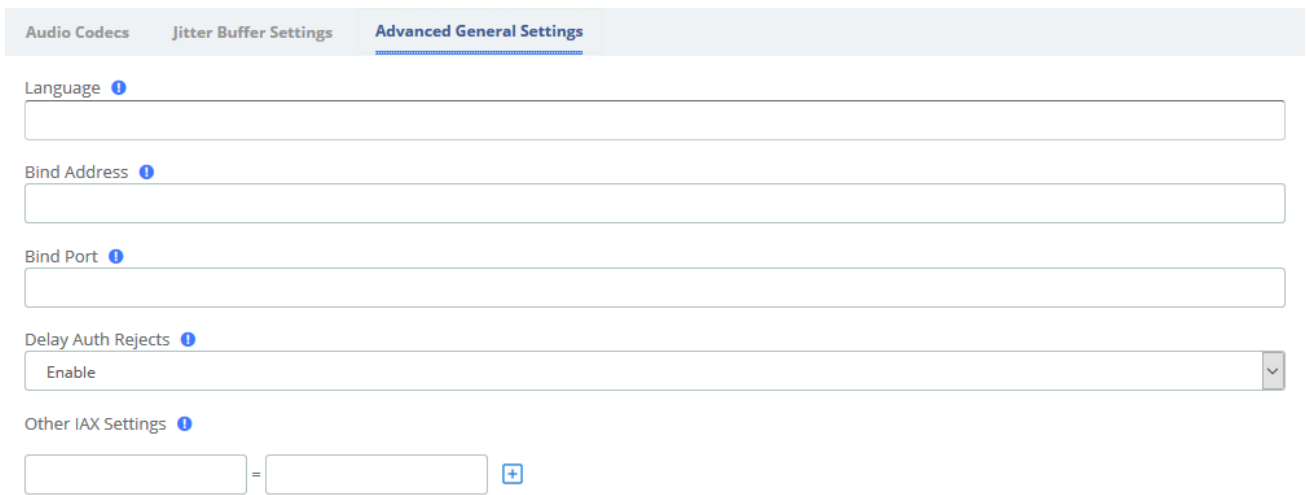 Audio Codecs Jitter Buffer Settings Advanced General Settings
Language
Bind Address
Bind Port
Delay Auth Rejects
Enable
Other IAX Settings
=